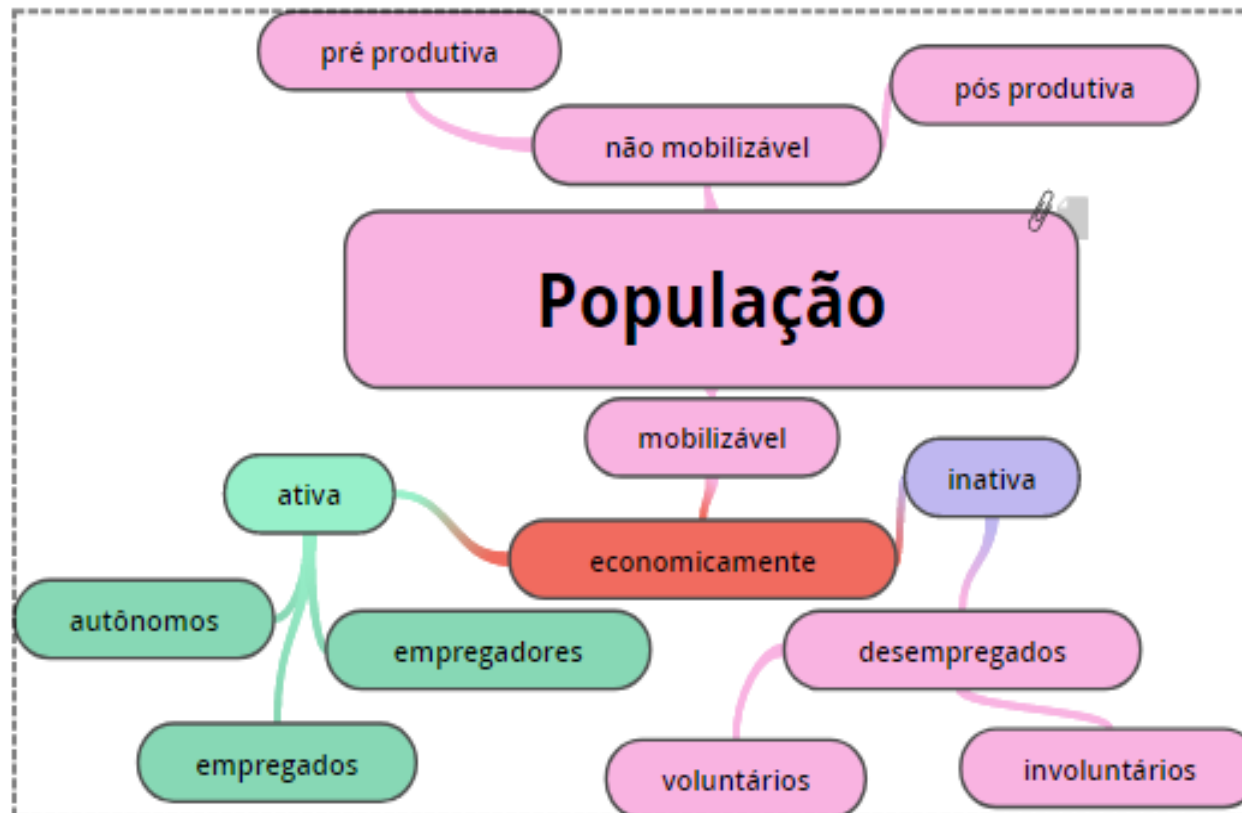 pré produtiva
pós produtiva
não mobilizável
População
mobilizável
inativa
ativa
economicamente
autônomos
empregadores
desempregados
empregados
voluntários
involuntários